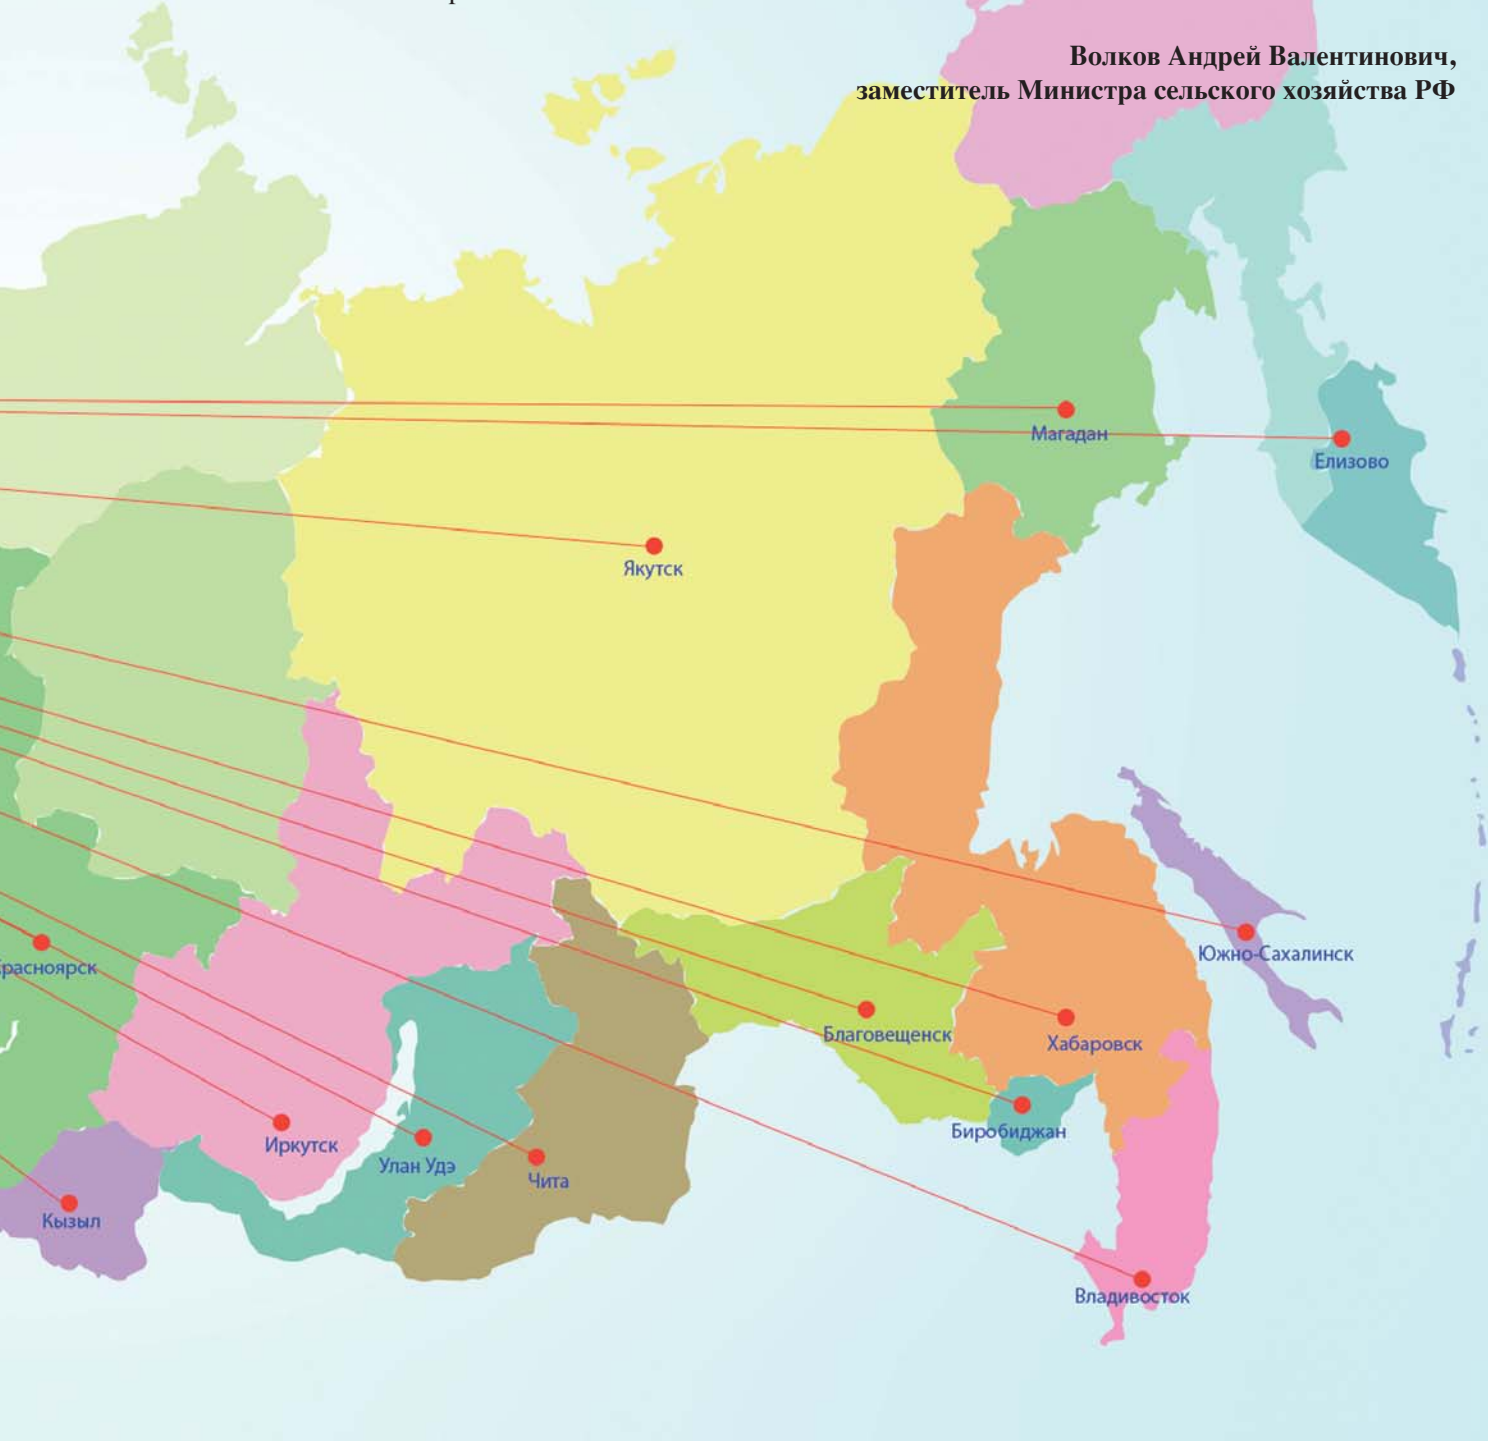 Волков Андрей Валентинович,
заместитель Министра сельского хозяйства РФ
Магадан
Елизово
Якутск
Южно-Сахалинск
расноярск
Благовещенск
Хабаровск
Биробиджан
Иркутск
Улан Удэ
Чита
Кызыл
Владивосток